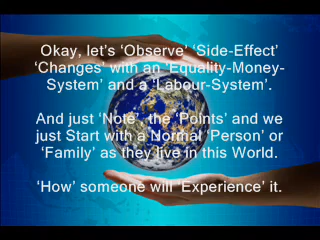 Okay, let's ‘Observe’ ‘Side-Effect’
‘Changes’ with an ‘Equality-Money-
System’ and a ‘Labour-System’.
And just ‘Note’, the ‘Points’ and we
just Start with a Normal ‘Person’ or
‘Family’ as they live in this World.
‘How’ someone will ‘Experience’ it.